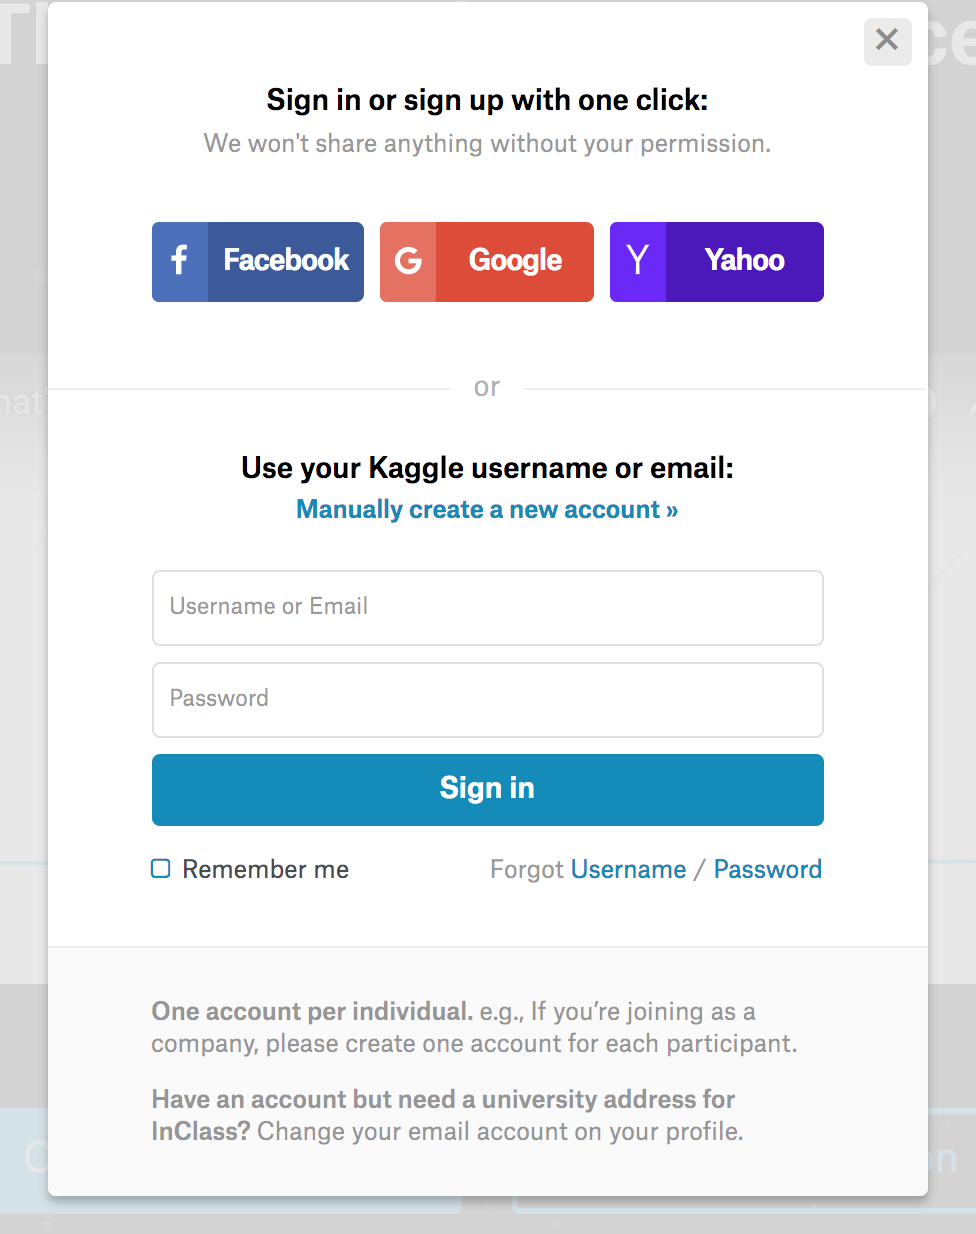 Sign in or sign up with one click:
We won't share anything without your permission.
Facebook
Google
Yahoo
or
Use your Kaggle username or email:
Manually create a new account »
Username or Email
Password
Sign in
Remember me
Forgot Username / Password
One account per individual. e.g., If you’re joining as a
company, please create one account for each participant.
Have an account but need a university address for
InClass? Change your email account on your profile.